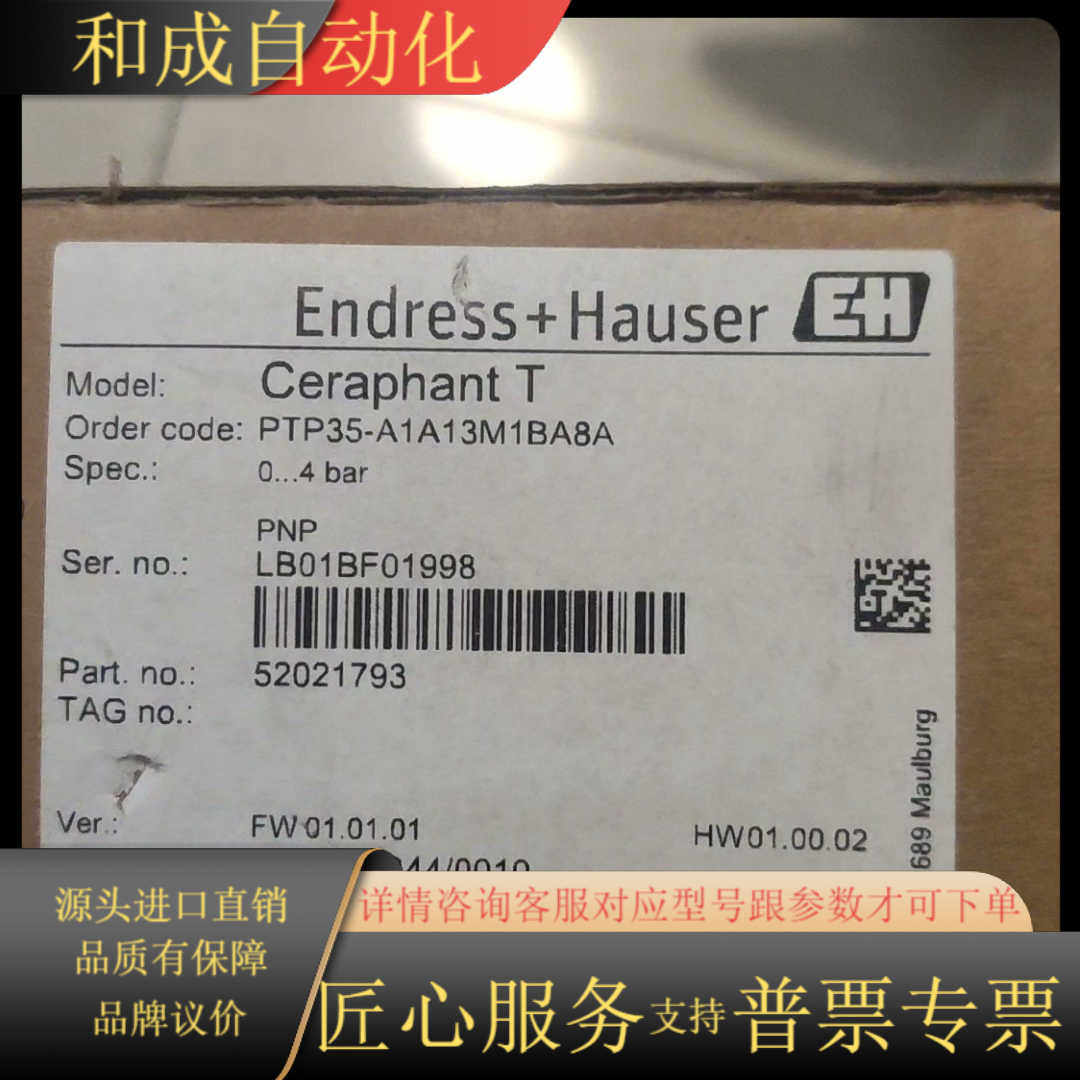 和成自动化
Endress+Hauser EH
Model: Ceraphant T
Order code: PTP35-A1A13M1BA8A
Spec.: 0...4 bar
PNP
Ser. no.: LB01BF01998
Part. no.: 52021793
TAG no.:
689 Maulburg
Ver.: FW 01.01.01 HW01.00.02
源头进口直销
品质有保障
品牌议价
详情咨询客服对应型号跟参数才可下单
匠心服务支持普票专票